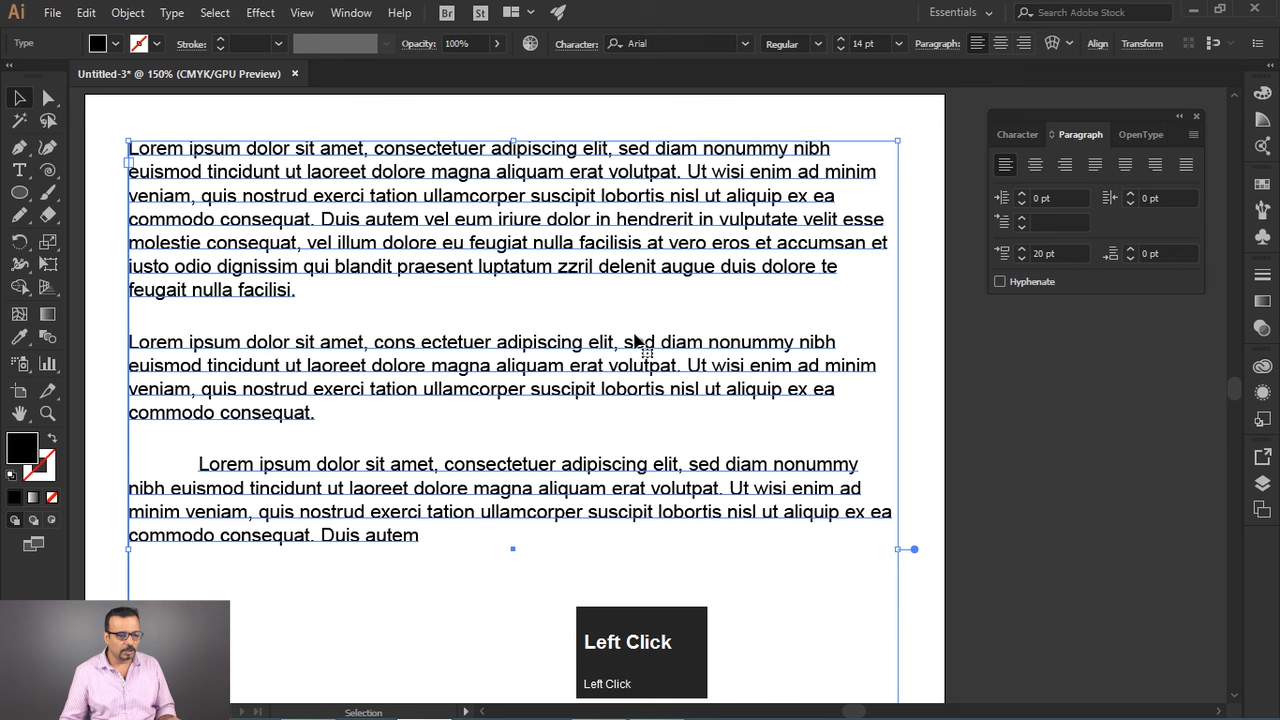 Ai File Edit Object Type Select Effect View Window Help Br St Essentials Search Adobe Stock
Type Stroke: Opacity: 100% Character: Arial Regular 14 pt Paragraph: Align Transform
Untitled-3* @ 150% (CMYK/GPU Preview)
Lorem ipsum dolor sit amet, consectetuer adipiscing elit, sed diam nonummy nibh
euismod tincidunt ut laoreet dolore magna aliquam erat volutpat. Ut wisi enim ad minim
veniam, quis nostrud exerci tation ullamcorper suscipit lobortis nisl ut aliquip ex ea
commodo consequat. Duis autem vel eum iriure dolor in hendrerit in vulputate velit esse
molestie consequat, vel illum dolore eu feugiat nulla facilisis at vero eros et accumsan et
iusto odio dignissim qui blandit praesent luptatum zzril delenit augue duis dolore te
feugait nulla facilisi.
Lorem ipsum dolor sit amet, cons ectetuer adipiscing elit, sed diam nonummy nibh
euismod tincidunt ut laoreet dolore magna aliquam erat volutpat. Ut wisi enim ad minim
veniam, quis nostrud exerci tation ullamcorper suscipit lobortis nisl ut aliquip ex ea
commodo consequat.
Lorem ipsum dolor sit amet, consectetuer adipiscing elit, sed diam nonummy
nibh euismod tincidunt ut laoreet dolore magna aliquam erat volutpat. Ut wisi enim ad
minim veniam, quis nostrud exerci tation ullamcorper suscipit lobortis nisl ut aliquip ex ea
commodo consequat. Duis autem
Character Paragraph OpenType
0 pt 0 pt
20 pt 0 pt
Hyphenate
Left Click
Left Click
Selection